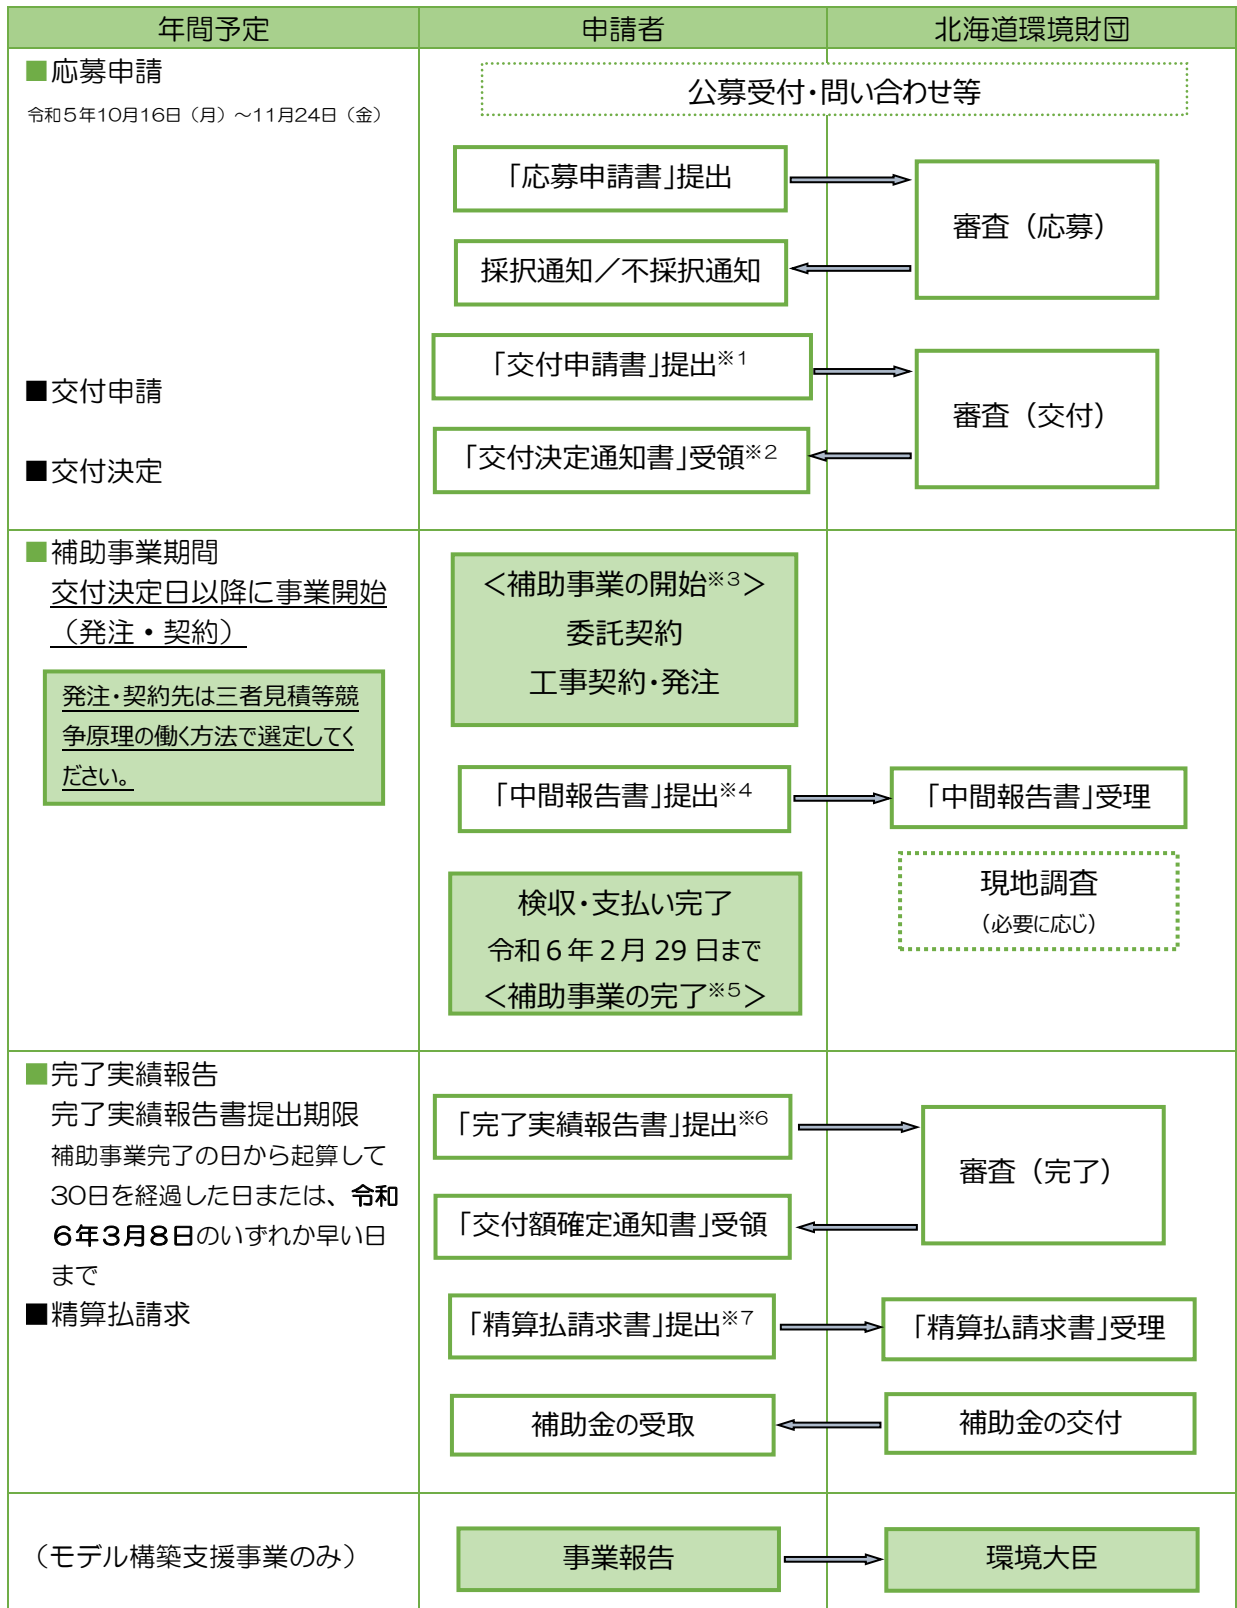 年間予定
申請者
北海道環境財団
■応募申請
令和５年10月16日（月）～11月24日（金）
公募受付・問い合わせ等
「応募申請書」提出
審査（応募）
採択通知／不採択通知
■交付申請
「交付申請書」提出※1
審査（交付）
■交付決定
「交付決定通知書」受領※2
■補助事業期間
交付決定日以降に事業開始
（発注・契約）
発注・契約先は三者見積等競
争原理の働く方法で選定してく
ださい。
＜補助事業の開始※3＞
委託契約
工事契約・発注
「中間報告書」提出※4
「中間報告書」受理
現地調査
（必要に応じ）
検収・支払い完了
令和６年２月 29 日まで
＜補助事業の完了※5＞
■完了実績報告
完了実績報告書提出期限
補助事業完了の日から起算して
30日を経過した日または、令和
６年３月８日のいずれか早い日
まで
「完了実績報告書」提出※6
審査（完了）
「交付額確定通知書」受領
■精算払請求
「精算払請求書」提出※7
「精算払請求書」受理
補助金の受取
補助金の交付
（モデル構築支援事業のみ）
事業報告
環境大臣